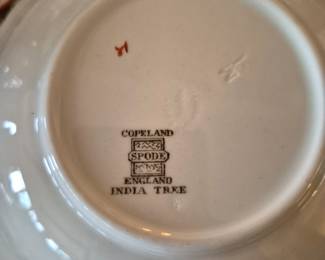 COPELAND
SPODE
ENGLAND
INDIA TREE